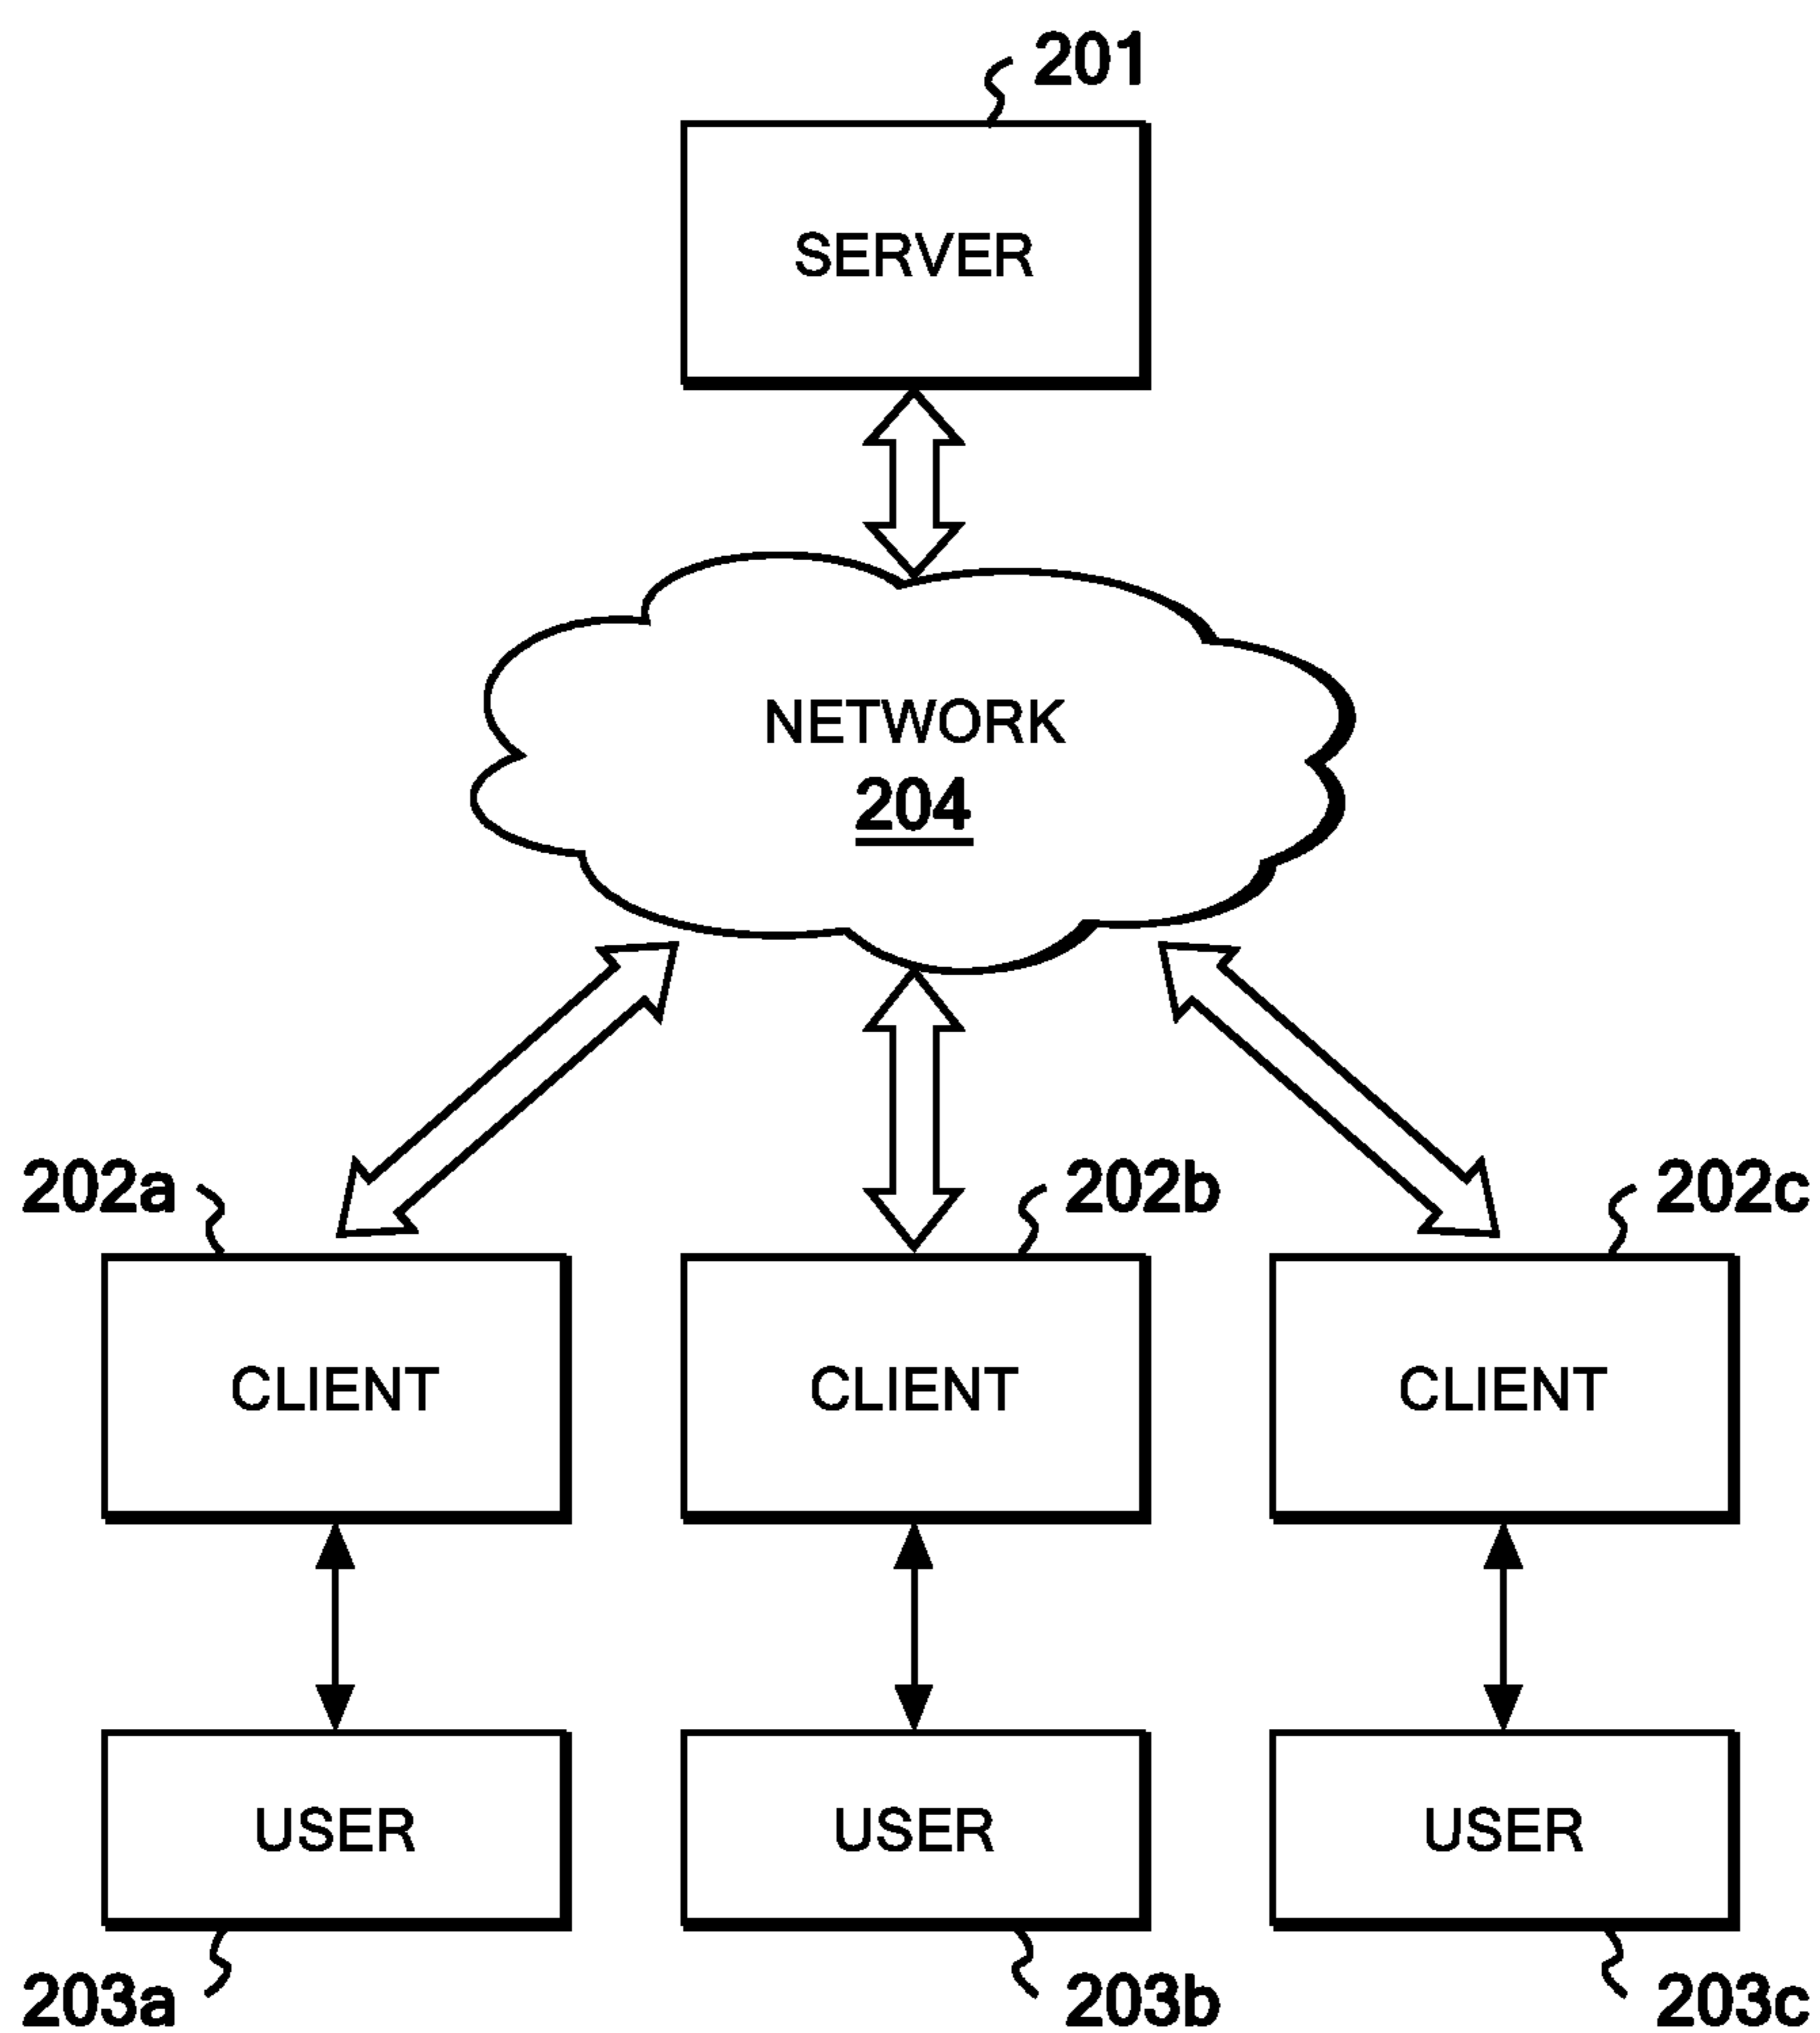 201
SERVER
NETWORK
204
202a
202b
202c
CLIENT
CLIENT
CLIENT
USER
USER
USER
203a
203b
203c